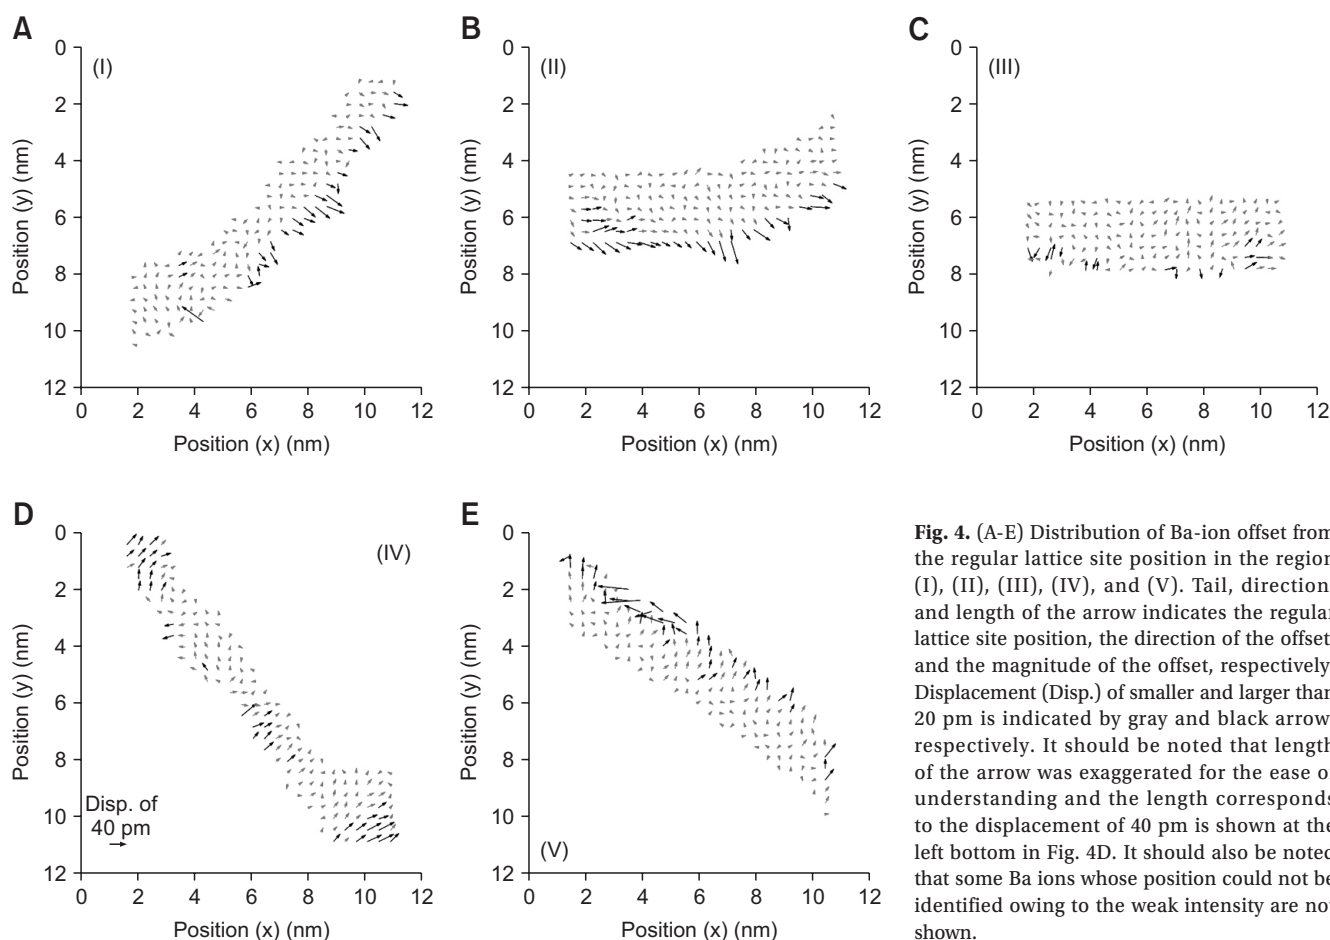 A
B
C
(I)
(II)
(III)
Position (y) (nm)
Position (y) (nm)
Position (y) (nm)
0
2
4
6
8
10
12
0
2
4
6
8
10
12
0
2
4
6
8
10
12
0 2 4 6 8 10 12
0 2 4 6 8 10 12
0 2 4 6 8 10 12
Position (x) (nm)
Position (x) (nm)
Position (x) (nm)
D
E
(IV)
(V)
Position (y) (nm)
Position (y) (nm)
0
2
4
6
8
10
12
0
2
4
6
8
10
12
Disp. of
40 pm
0 2 4 6 8 10 12
0 2 4 6 8 10 12
Position (x) (nm)
Position (x) (nm)
Fig. 4. (A-E) Distribution of Ba-ion offset from
the regular lattice site position in the region
(I), (II), (III), (IV), and (V). Tail, direction
and length of the arrow indicates the regular
lattice site position, the direction of the offset
and the magnitude of the offset, respectively
Displacement (Disp.) of smaller and larger than
20 pm is indicated by gray and black arrow
respectively. It should be noted that length
of the arrow was exaggerated for the ease of
understanding and the length corresponds
to the displacement of 40 pm is shown at the
left bottom in Fig. 4D. It should also be noted
that some Ba ions whose position could not be
identified owing to the weak intensity are not
shown.